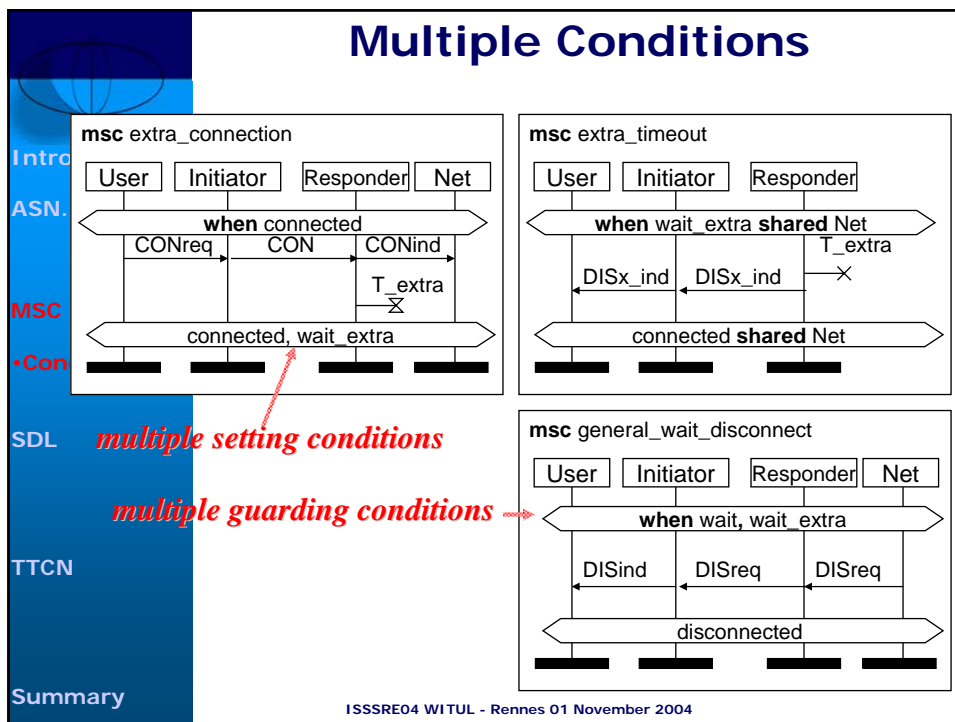 Multiple Conditions
Intro
ASN.
MSC
•Con
SDL
TTCN
Summary
msc extra_connection
User Initiator Responder Net
when connected
CONreq CON CONind
T_extra
connected, wait_extra
msc extra_timeout
User Initiator Responder
when wait_extra shared Net
T_extra
DISx_ind DISx_ind
connected shared Net
multiple setting conditions
multiple guarding conditions
msc general_wait_disconnect
User Initiator Responder Net
when wait, wait_extra
DISind DISreq DISreq
disconnected
ISSSRE04 WITUL - Rennes 01 November 2004